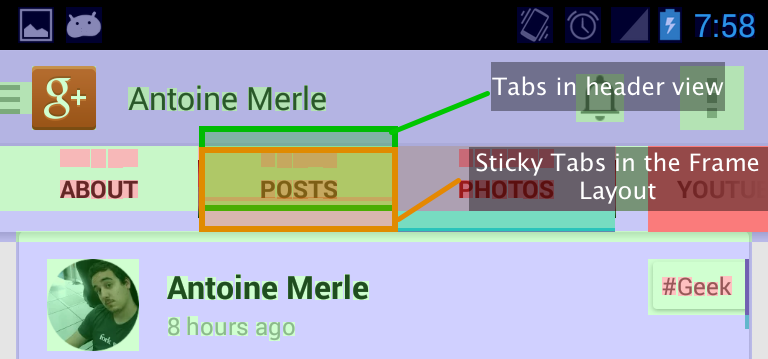 7:58
g+
Antoine Merle
Tabs in header view
Sticky Tabs in the Frame
Layout
ABOUT
POSTS
PHOTOS
Antoine Merle
#Geek
8 hours ago